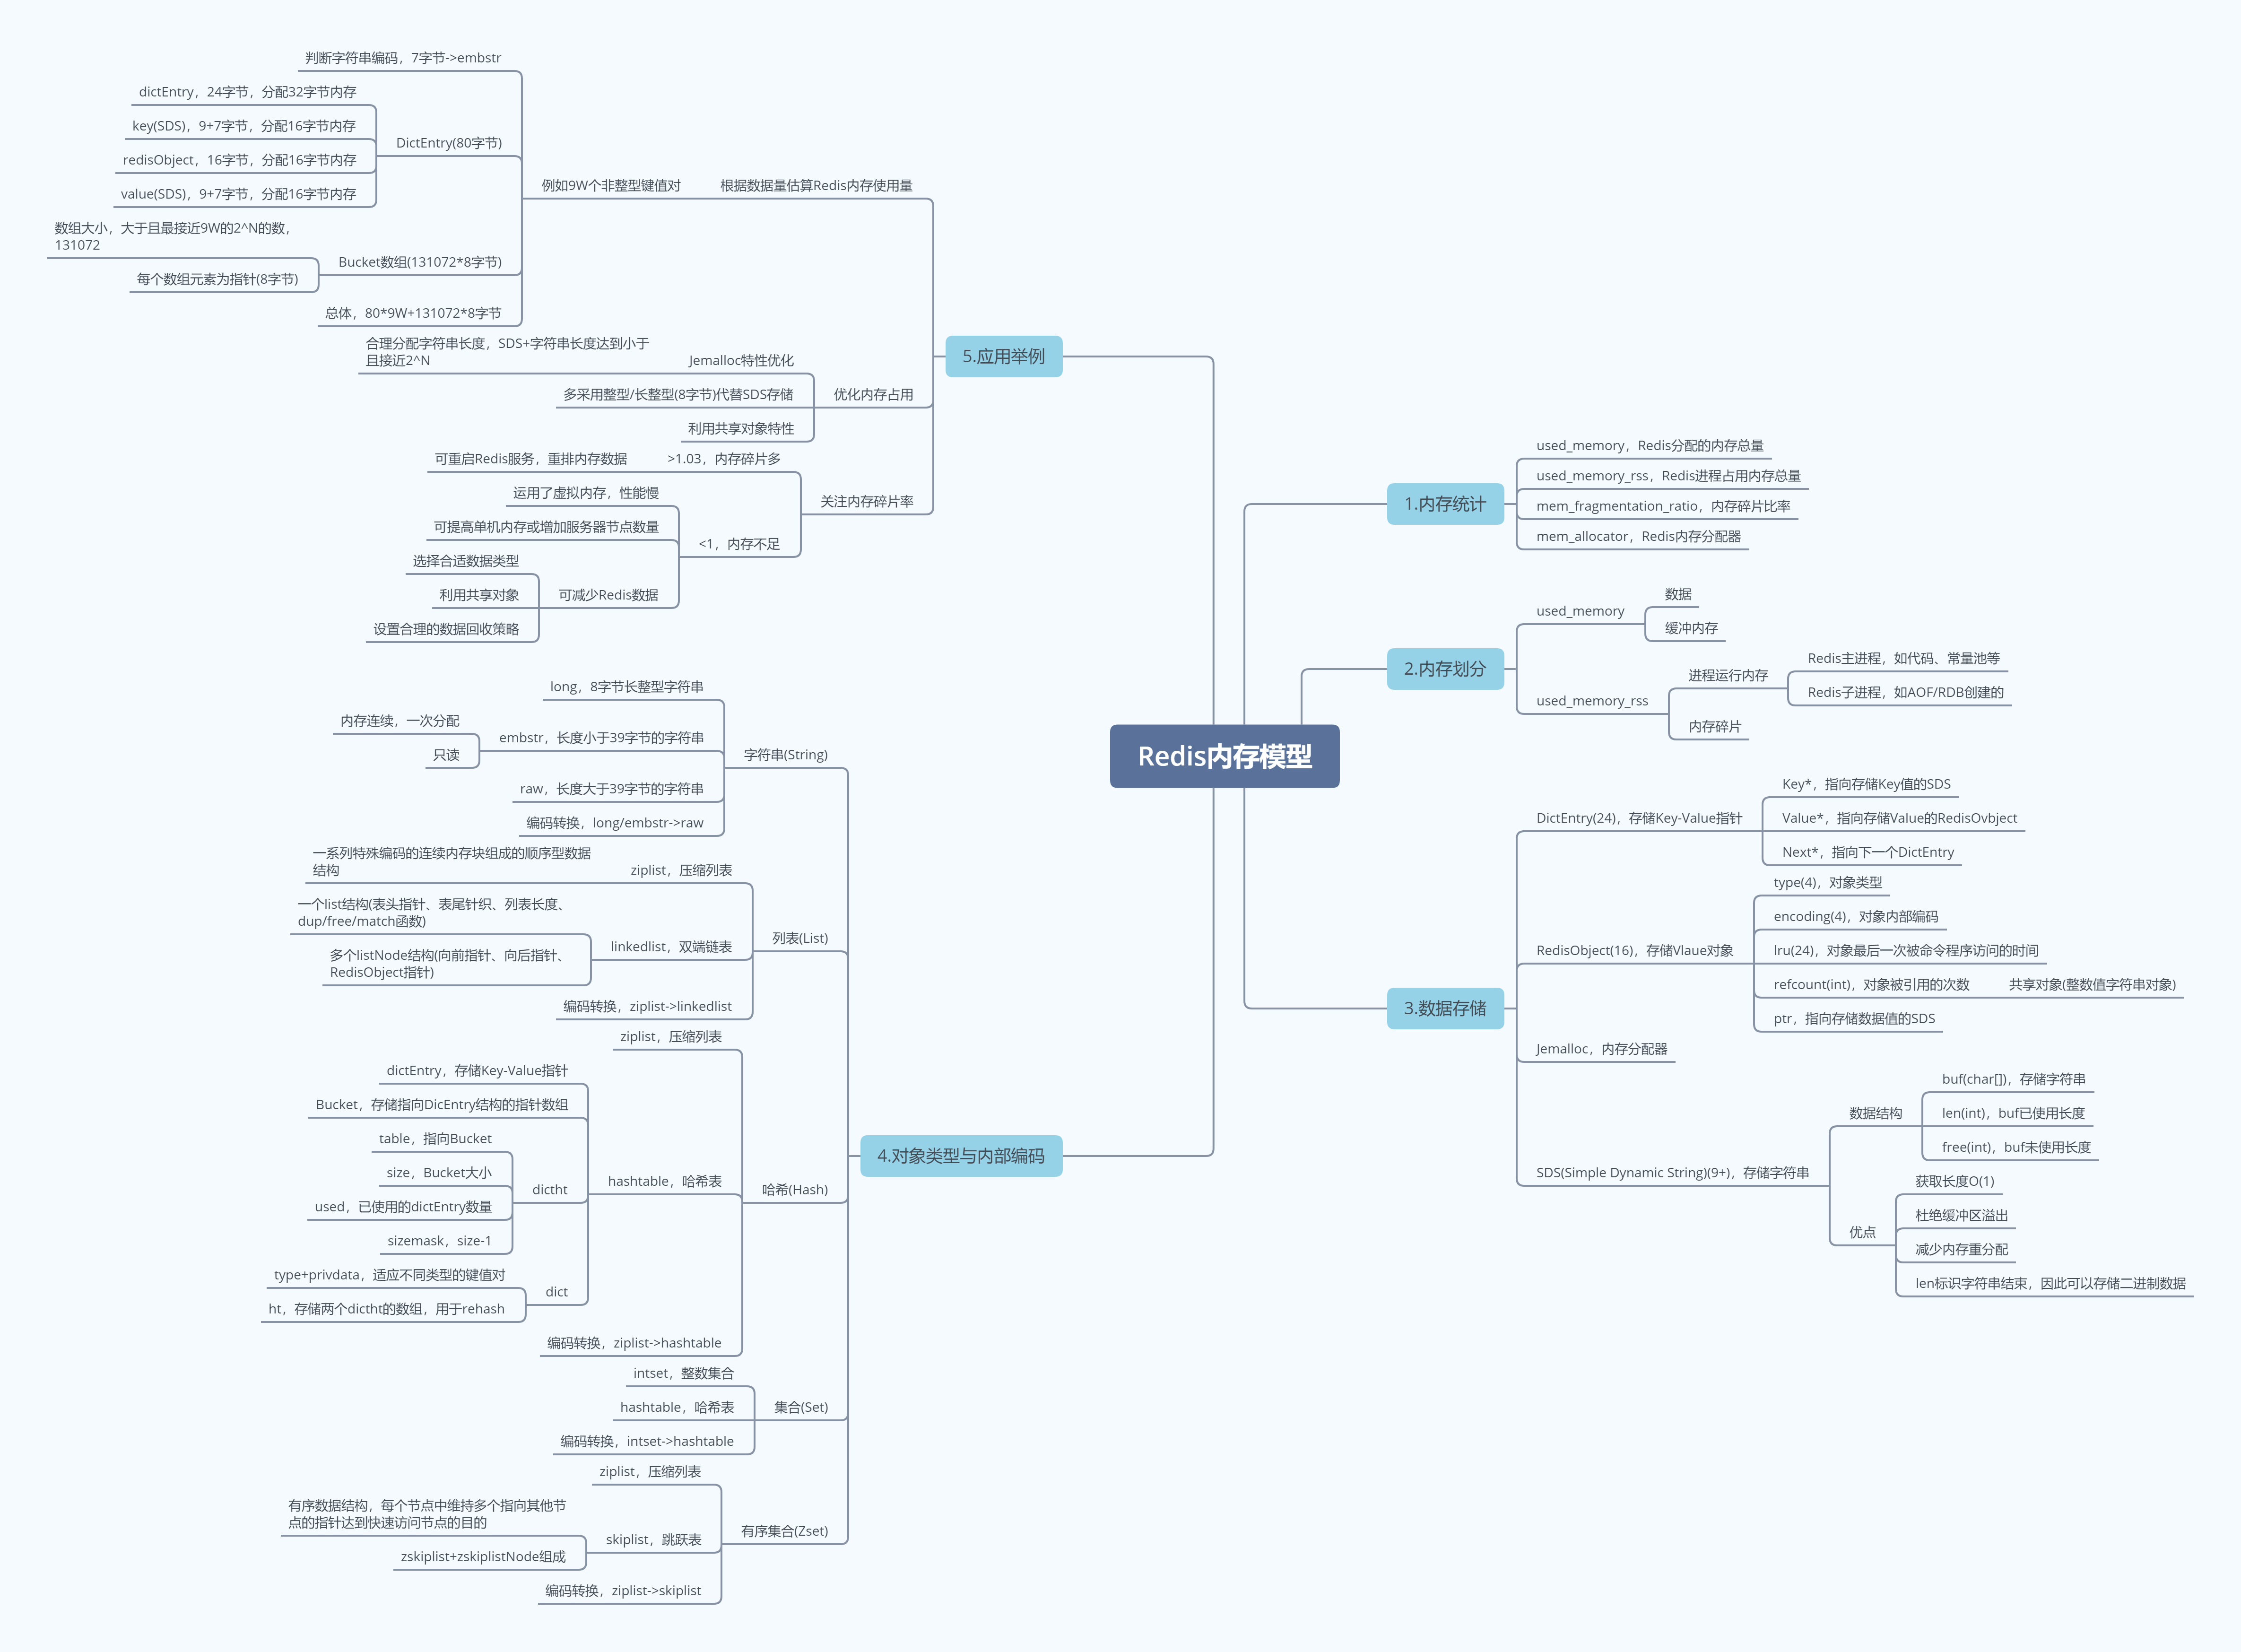 Redis内存模型
1.内存统计
used_memory，Redis分配的内存总量
used_memory_rss，Redis进程占用内存总量
mem_fragmentation_ratio，内存碎片比率
mem_allocator，Redis内存分配器
2.内存划分
used_memory
数据
缓冲内存
used_memory_rss
进程运行内存
Redis主进程，如代码、常量池等
Redis子进程，如AOF/RDB创建的
内存碎片
3.数据存储
DictEntry(24)，存储Key-Value指针
Key*，指向存储Key值的SDS
Value*，指向存储Value的RedisOvbject
Next*，指向下一个DictEntry
RedisObject(16)，存储Vlaue对象
type(4)，对象类型
encoding(4)，对象内部编码
lru(24)，对象最后一次被命令程序访问的时间
refcount(int)，对象被引用的次数
共享对象(整数值字符串对象)
ptr，指向存储数据值的SDS
Jemalloc，内存分配器
SDS(Simple Dynamic String)(9+)，存储字符串
数据结构
buf(char[])，存储字符串
len(int)，buf已使用长度
free(int)，buf未使用长度
优点
获取长度O(1)
杜绝缓冲区溢出
减少内存重分配
len标识字符串结束，因此可以存储二进制数据
4.对象类型与内部编码
字符串(String)
long，8字节长整型字符串
embstr，长度小于39字节的字符串
内存连续，一次分配
只读
raw，长度大于39字节的字符串
编码转换，long/embstr->raw
列表(List)
ziplist，压缩列表
一系列特殊编码的连续内存块组成的顺序型数据
结构
linkedlist，双端链表
一个list结构(表头指针、表尾针织、列表长度、
dup/free/match函数)
多个listNode结构(向前指针、向后指针、
RedisObject指针)
编码转换，ziplist->linkedlist
哈希(Hash)
ziplist，压缩列表
hashtable，哈希表
dictEntry，存储Key-Value指针
Bucket，存储指向DicEntry结构的指针数组
dictht
table，指向Bucket
size，Bucket大小
used，已使用的dictEntry数量
sizemask，size-1
dict
type+privdata，适应不同类型的键值对
ht，存储两个dictht的数组，用于rehash
编码转换，ziplist->hashtable
集合(Set)
intset，整数集合
hashtable，哈希表
编码转换，intset->hashtable
有序集合(Zset)
ziplist，压缩列表
skiplist，跳跃表
有序数据结构，每个节点中维持多个指向其他节
点的指针达到快速访问节点的目的
zskiplist+zskiplistNode组成
编码转换，ziplist->skiplist
5.应用举例
根据数据量估算Redis内存使用量
例如9W个非整型键值对
判断字符串编码，7字节->embstr
DictEntry(80字节)
dictEntry，24字节，分配32字节内存
key(SDS)，9+7字节，分配16字节内存
redisObject，16字节，分配16字节内存
value(SDS)，9+7字节，分配16字节内存
Bucket数组(131072*8字节)
数组大小，大于且最接近9W的2^N的数，
131072
每个数组元素为指针(8字节)
总体，80*9W+131072*8字节
优化内存占用
Jemalloc特性优化
合理分配字符串长度，SDS+字符串长度达到小于
且接近2^N
多采用整型/长整型(8字节)代替SDS存储
利用共享对象特性
关注内存碎片率
>1.03，内存碎片多
可重启Redis服务，重排内存数据
<1，内存不足
运用了虚拟内存，性能慢
可提高单机内存或增加服务器节点数量
可减少Redis数据
选择合适数据类型
利用共享对象
设置合理的数据回收策略